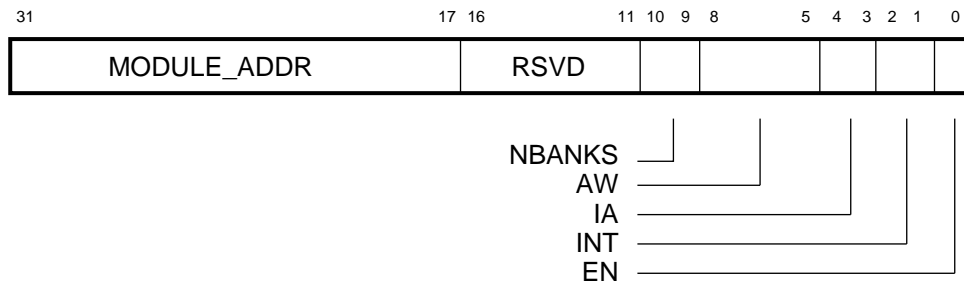 31 17 16 11 10 9 8 5 4 3 2 1 0
MODULE_ADDR RSVD
NBANKS
AW
IA
INT
EN